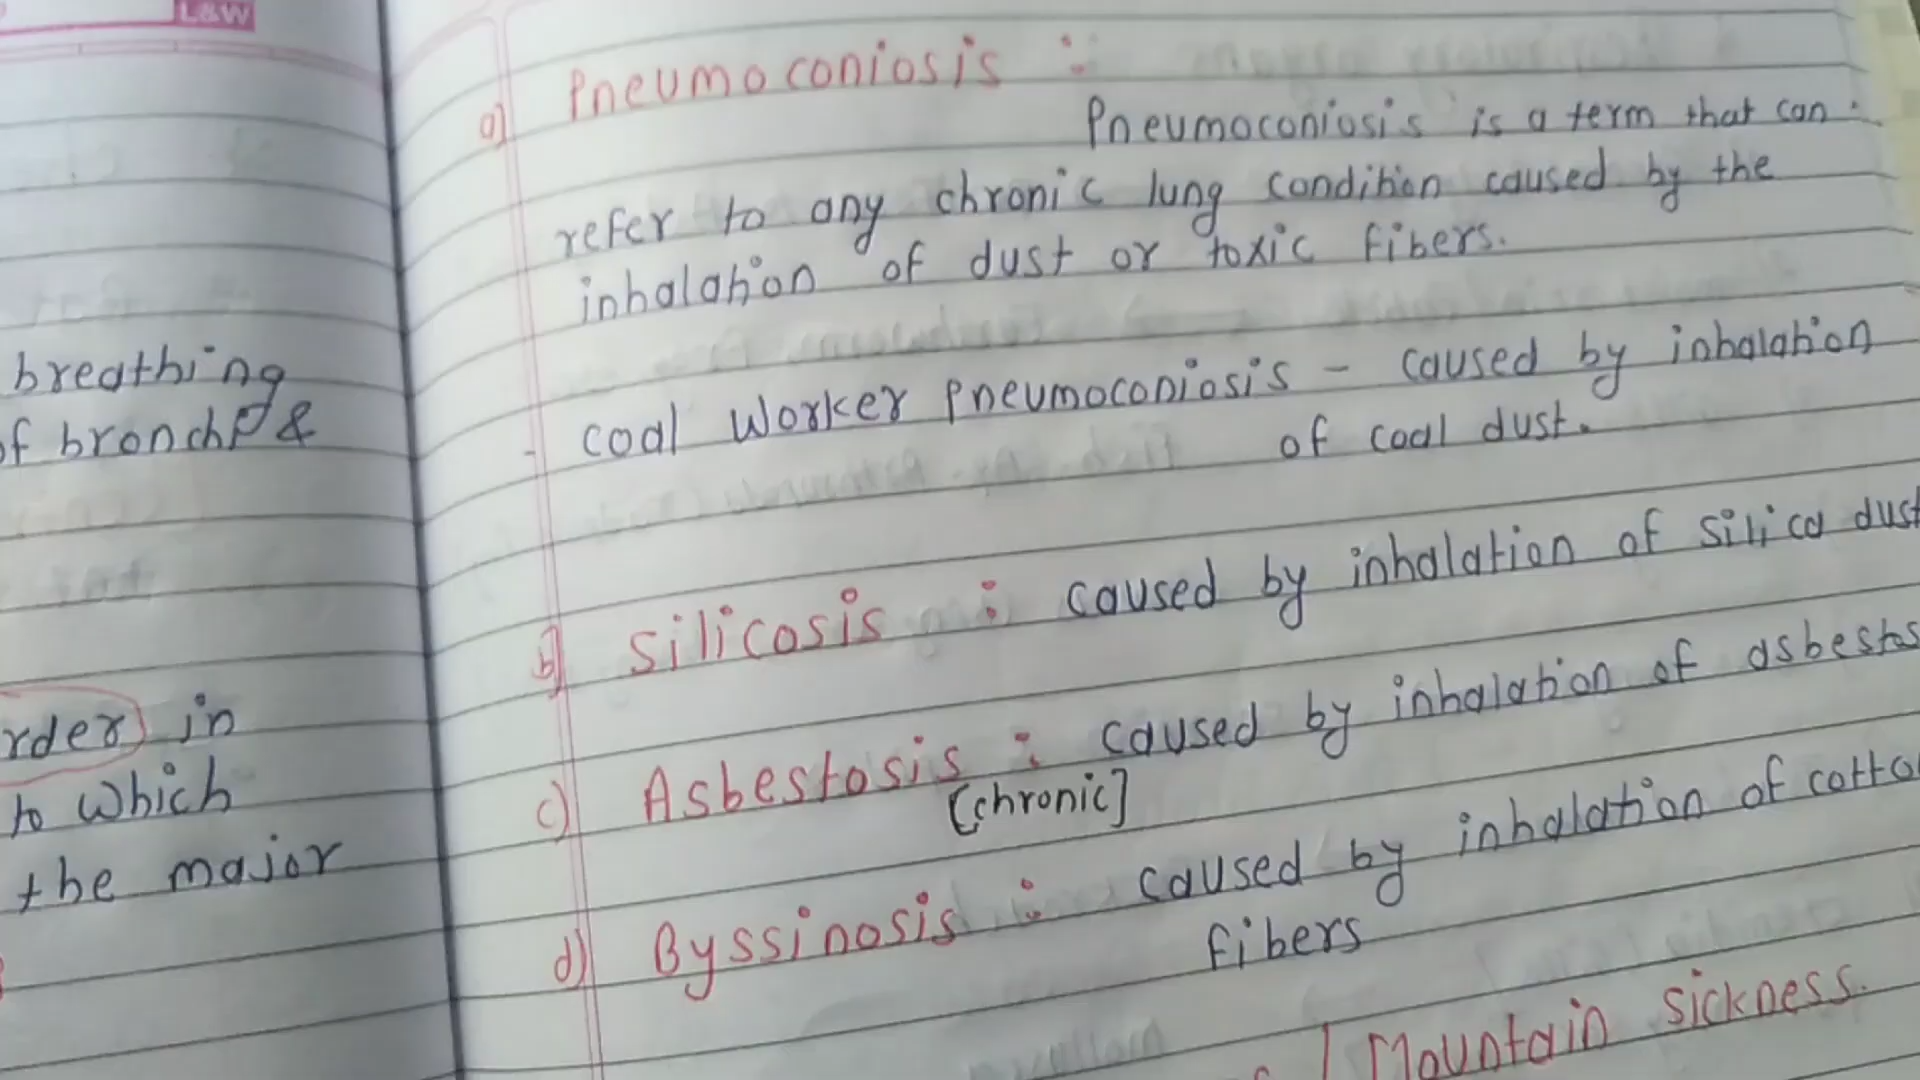 L&W
breathing
of bronchi &
in
to which
the major
a) Pneumoconiosis :
Pneumoconiosis is a term that can
refer to any chronic lung condition caused by the
inhalation of dust or toxic fibers.
- coal worker pneumoconiosis - caused by inhalation
of coal dust.
b) silicosis : caused by inhalation of silica dust
c) Asbestosis : caused by inhalation of asbestos
[chronic]
d) Byssinosis : caused by inhalation of
fibers
/ Mountain sickness.